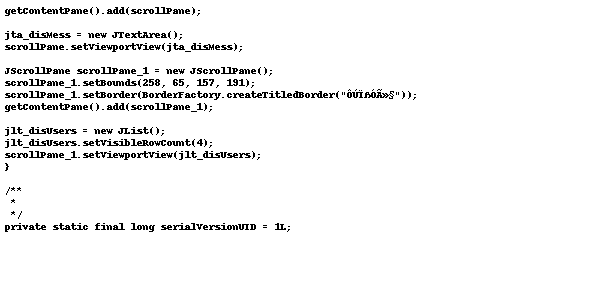 getContentPane().add(scrollPane);
jta_disMess = new JTextArea();
scrollPane.setViewportView(jta_disMess);
JScrollPane scrollPane_1 = new JScrollPane();
scrollPane_1.setBounds(258, 65, 157, 191);
scrollPane_1.setBorder(BorderFactory.createTitledBorder("ÔÚÏßÓÃ»§"));
getContentPane().add(scrollPane_1);
jlt_disUsers = new JList();
jlt_disUsers.setVisibleRowCount(4);
scrollPane_1.setViewportView(jlt_disUsers);
}
/**
*
*/
private static final long serialVersionUID = 1L;